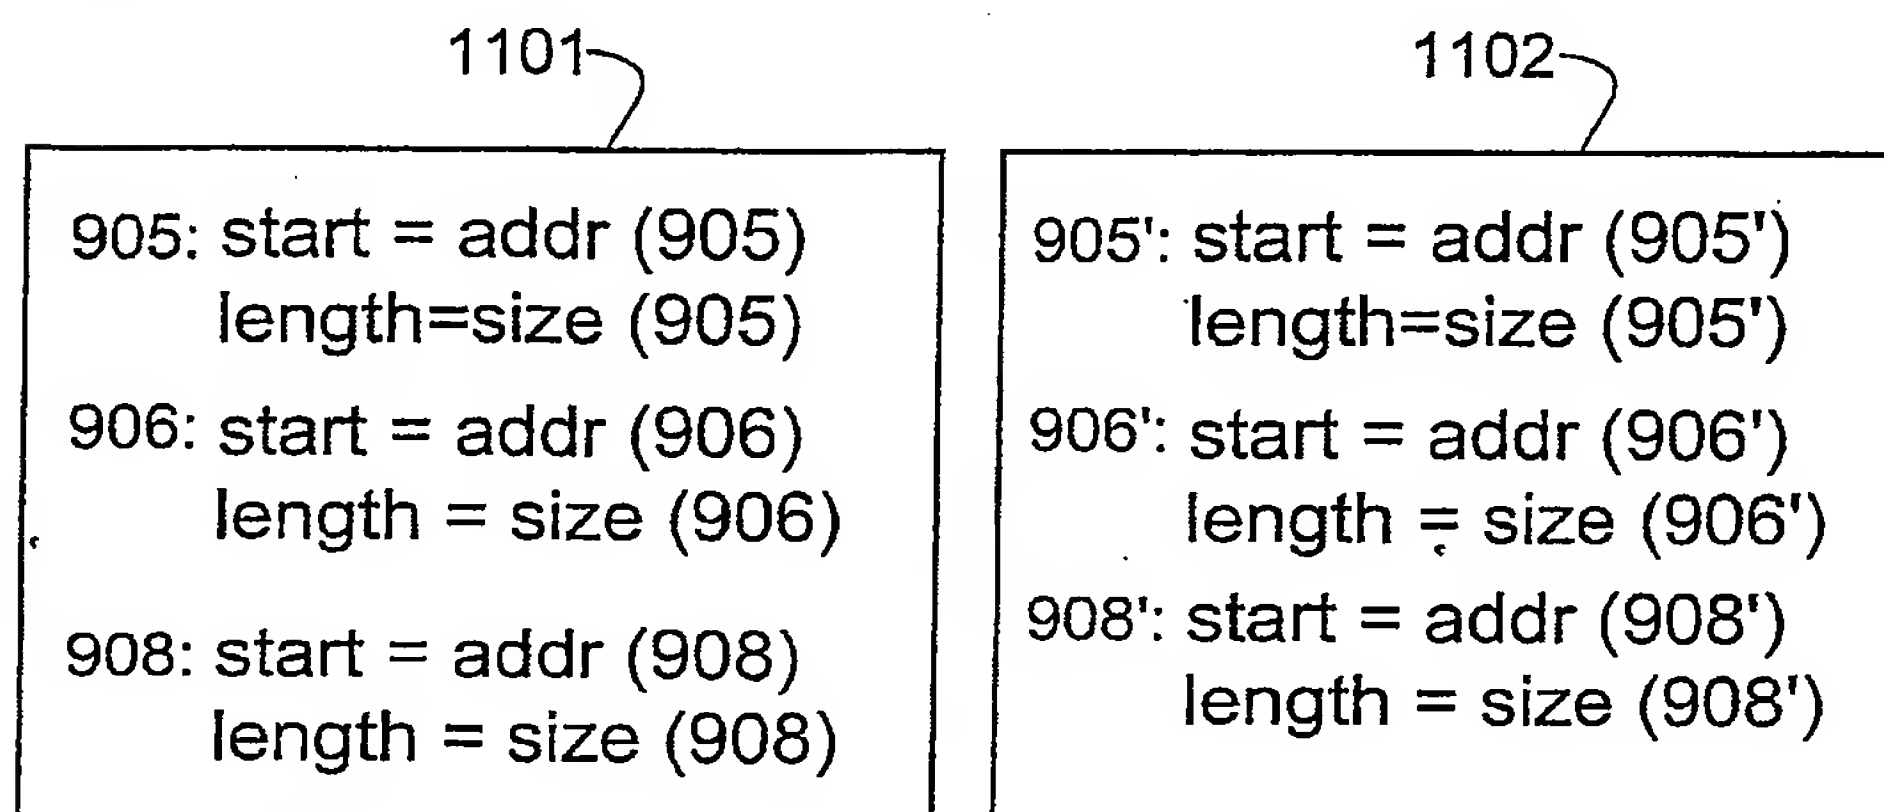 1101
905: start = addr (905)
length=size (905)
906: start = addr (906)
length = size (906)
908: start = addr (908)
length = size (908)
1102
905': start = addr (905')
length=size (905')
906': start = addr (906')
length = size (906')
908': start = addr (908')
length = size (908')